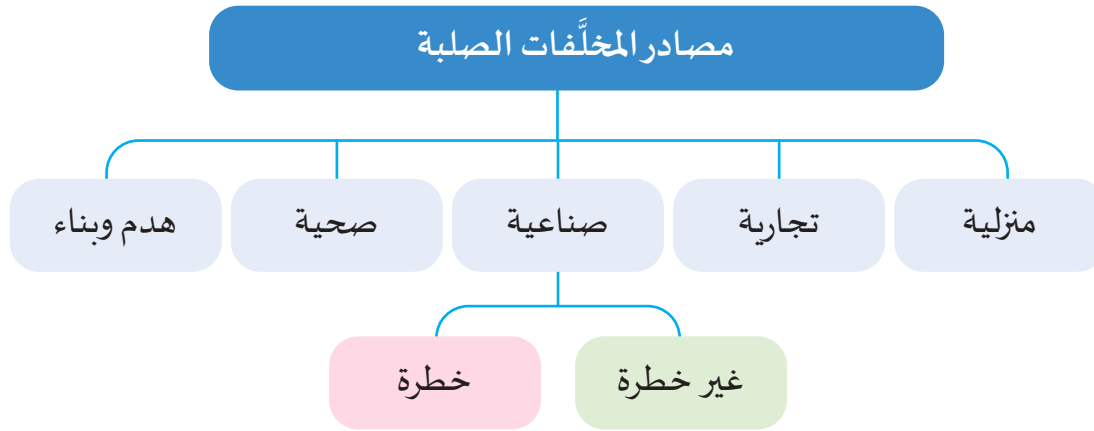 مصادر المخلَّفات الصلبة
منزلية
تجارية
صناعية
صحية
هدم وبناء
غير خطرة
خطرة